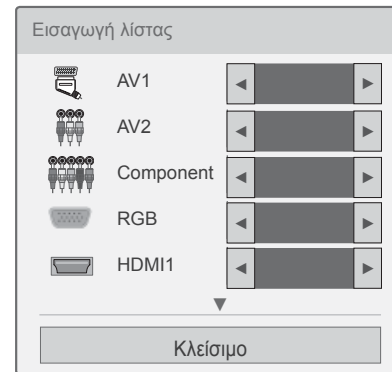 Εισαγωγή λίστας
AV1
AV2
Component
RGB
HDMI1
Κλείσιμο